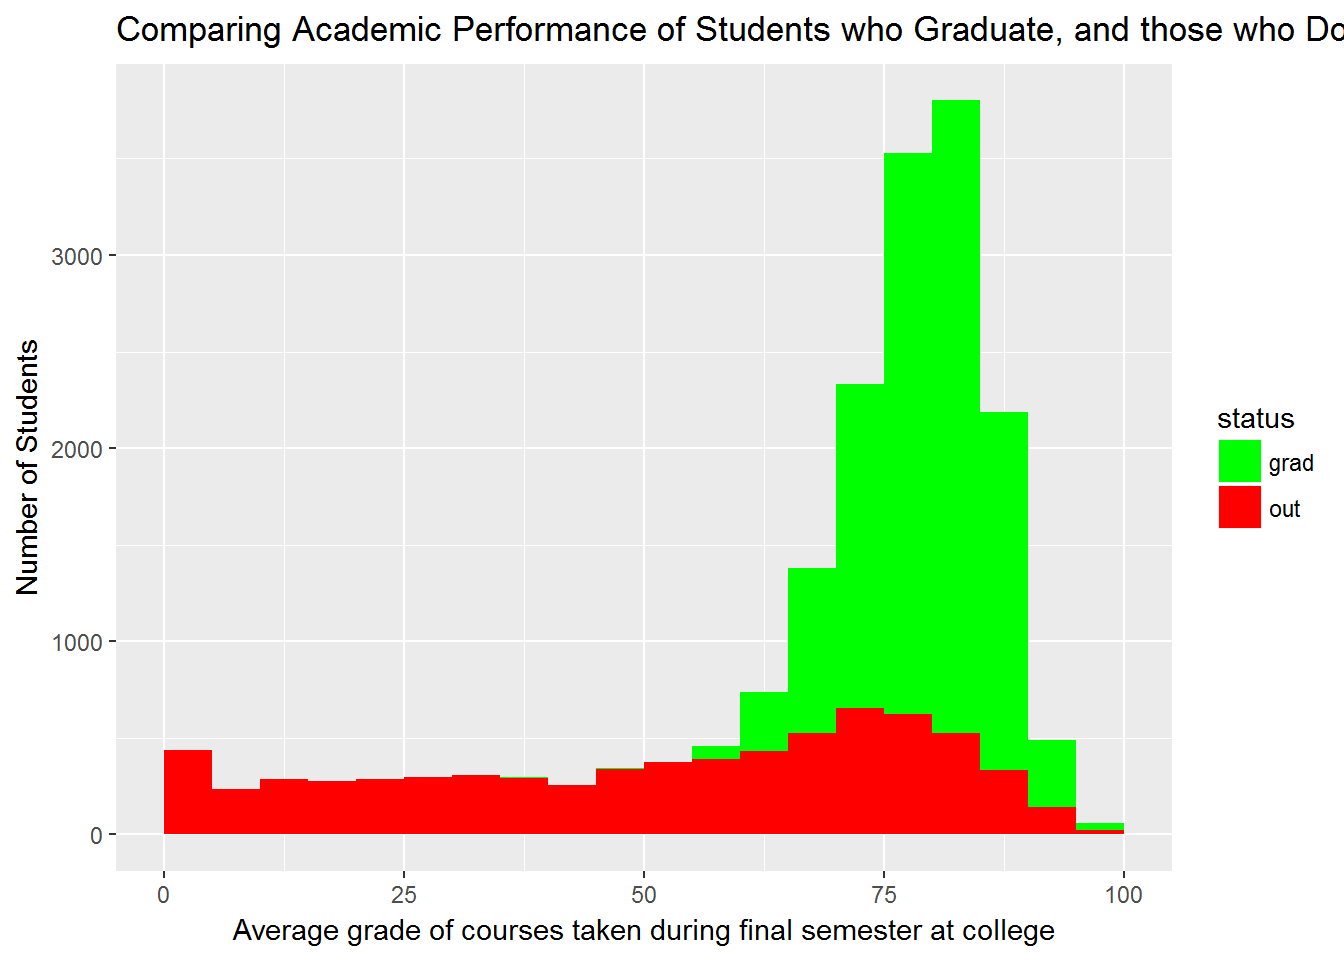 Comparing Academic Performance of Students who Graduate, and those who Do
3000
2000
1000
0
Number of Students
0 25 50 75 100
Average grade of courses taken during final semester at college
status
grad
out